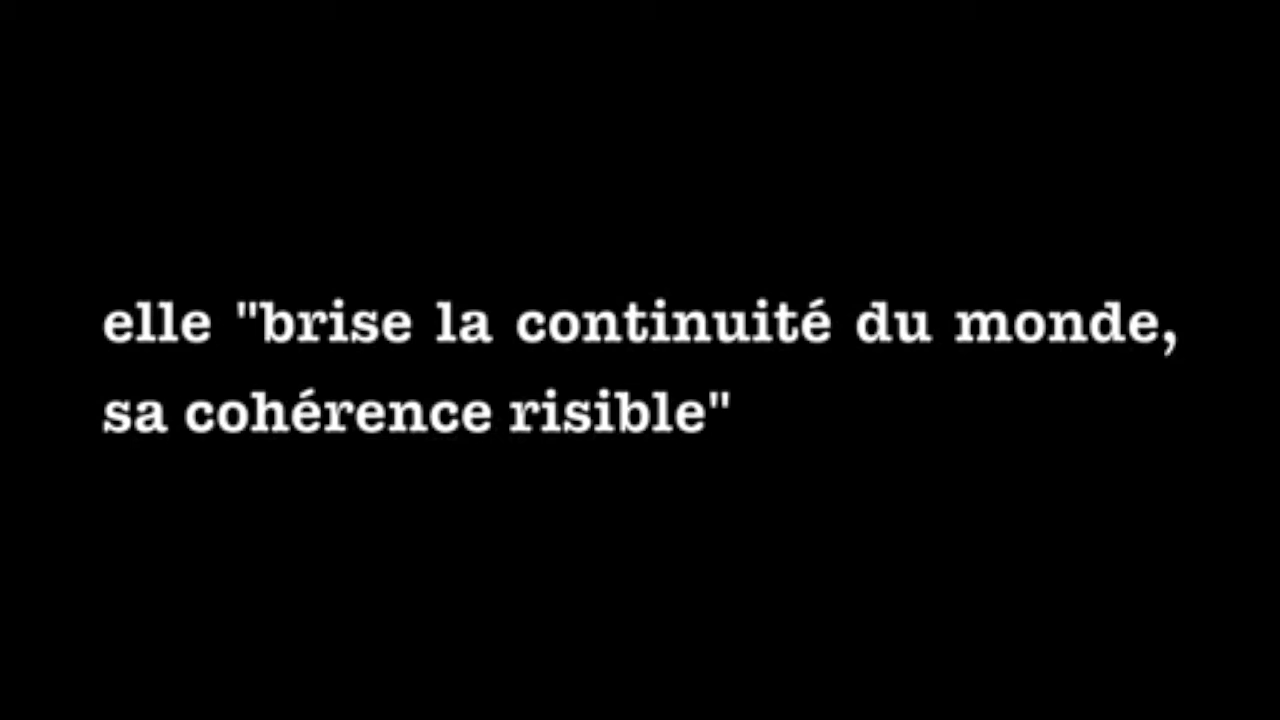 elle "brise la continuité du monde,
sa cohérence risible"